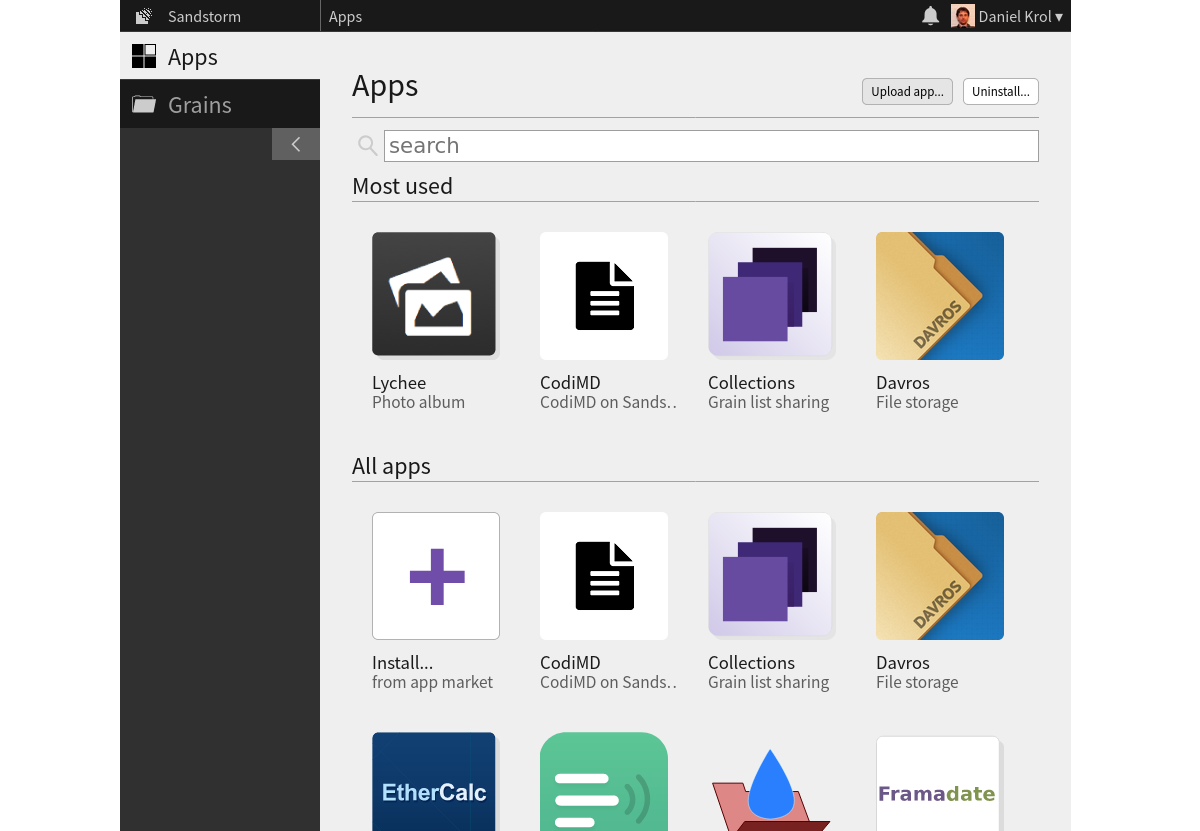 Sandstorm
Apps
Daniel Krol ▾
Apps
Grains
Apps
Upload app...
Uninstall...
search
Most used
DAVROS
Lychee
CodiMD
Collections
Davros
Photo album
CodiMD on Sands..
Grain list sharing
File storage
All apps
DAVROS
Install...
CodiMD
Collections
Davros
from app market
CodiMD on Sands..
Grain list sharing
File storage
EtherCalc
Framadate